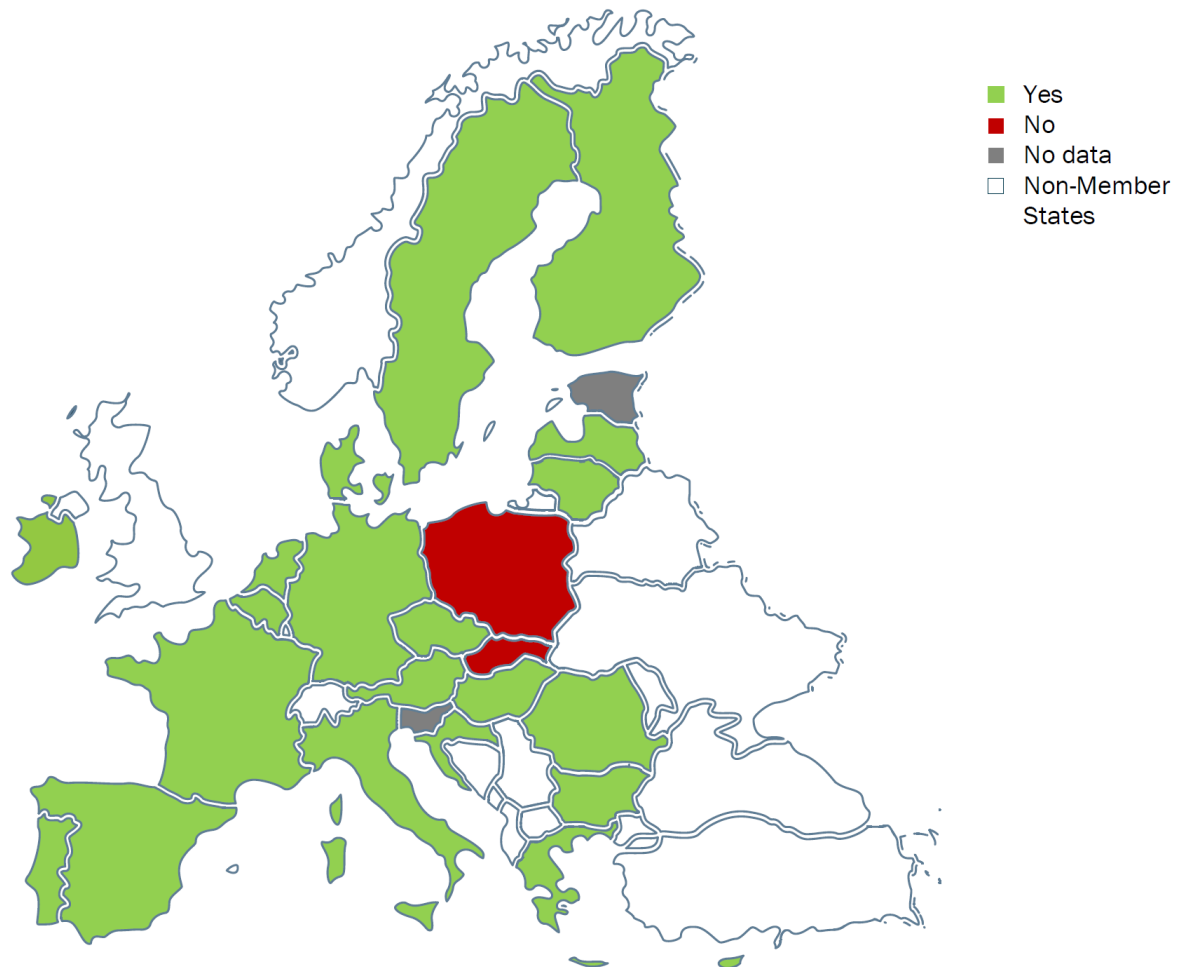 Yes
No
No data
Non-Member
States